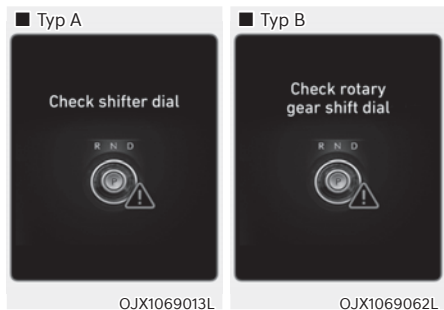 ■ Typ A
Check shifter dial
R N D
P
OJX1069013L
■ Typ B
Check rotary
gear shift dial
R N D
P
OJX1069062L